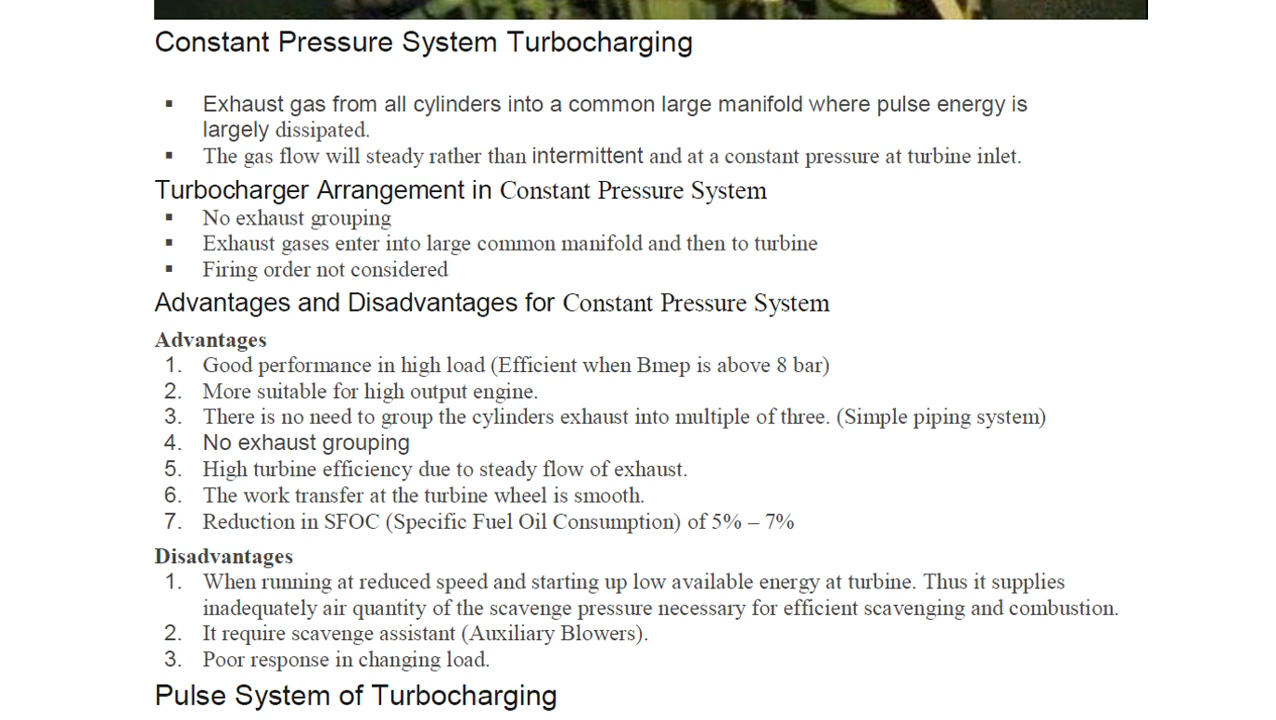 Constant Pressure System Turbocharging
▪ Exhaust gas from all cylinders into a common large manifold where pulse energy is
largely dissipated.
▪ The gas flow will steady rather than intermittent and at a constant pressure at turbine inlet.
Turbocharger Arrangement in Constant Pressure System
▪ No exhaust grouping
▪ Exhaust gases enter into large common manifold and then to turbine
▪ Firing order not considered
Advantages and Disadvantages for Constant Pressure System
Advantages
1. Good performance in high load (Efficient when Bmep is above 8 bar)
2. More suitable for high output engine.
3. There is no need to group the cylinders exhaust into multiple of three. (Simple piping system)
4. No exhaust grouping
5. High turbine efficiency due to steady flow of exhaust.
6. The work transfer at the turbine wheel is smooth.
7. Reduction in SFOC (Specific Fuel Oil Consumption) of 5% – 7%
Disadvantages
1. When running at reduced speed and starting up low available energy at turbine. Thus it supplies
inadequately air quantity of the scavenge pressure necessary for efficient scavenging and combustion.
2. It require scavenge assistant (Auxiliary Blowers).
3. Poor response in changing load.
Pulse System of Turbocharging